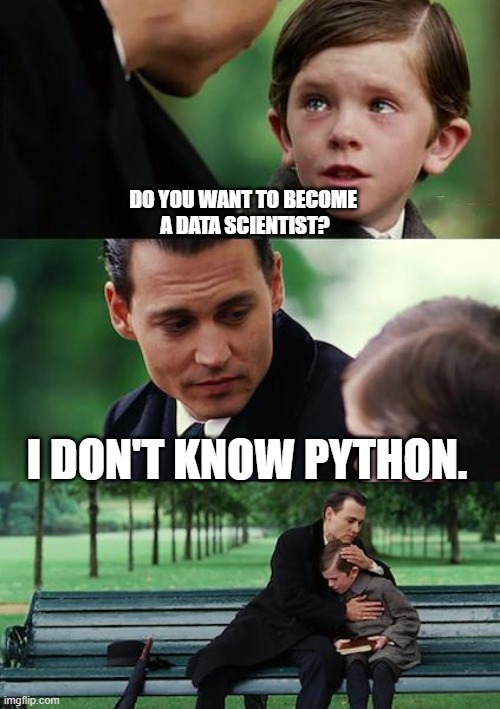 DO YOU WANT TO BECOME
A DATA SCIENTIST?
I DON'T KNOW PYTHON.
imgflip.com